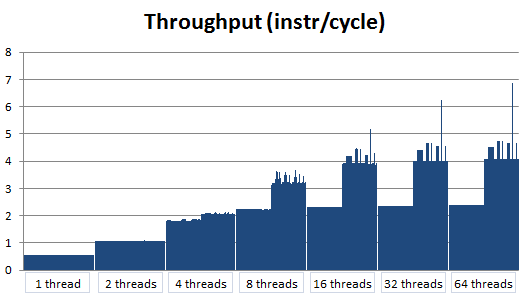 Throughput (instr/cycle)
8
7
6
5
4
3
2
1
0
1 thread
2 threads
4 threads
8 threads
16 threads
32 threads
64 threads